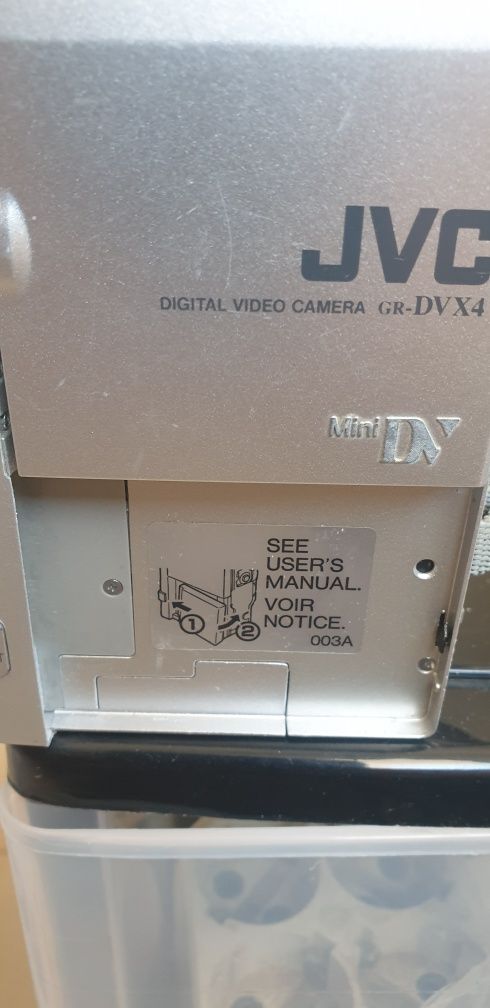 JVC
DIGITAL VIDEO CAMERA GR-DVX4
Mini DV
SEE
USER'S
MANUAL.
VOIR
NOTICE.
003A
1
2